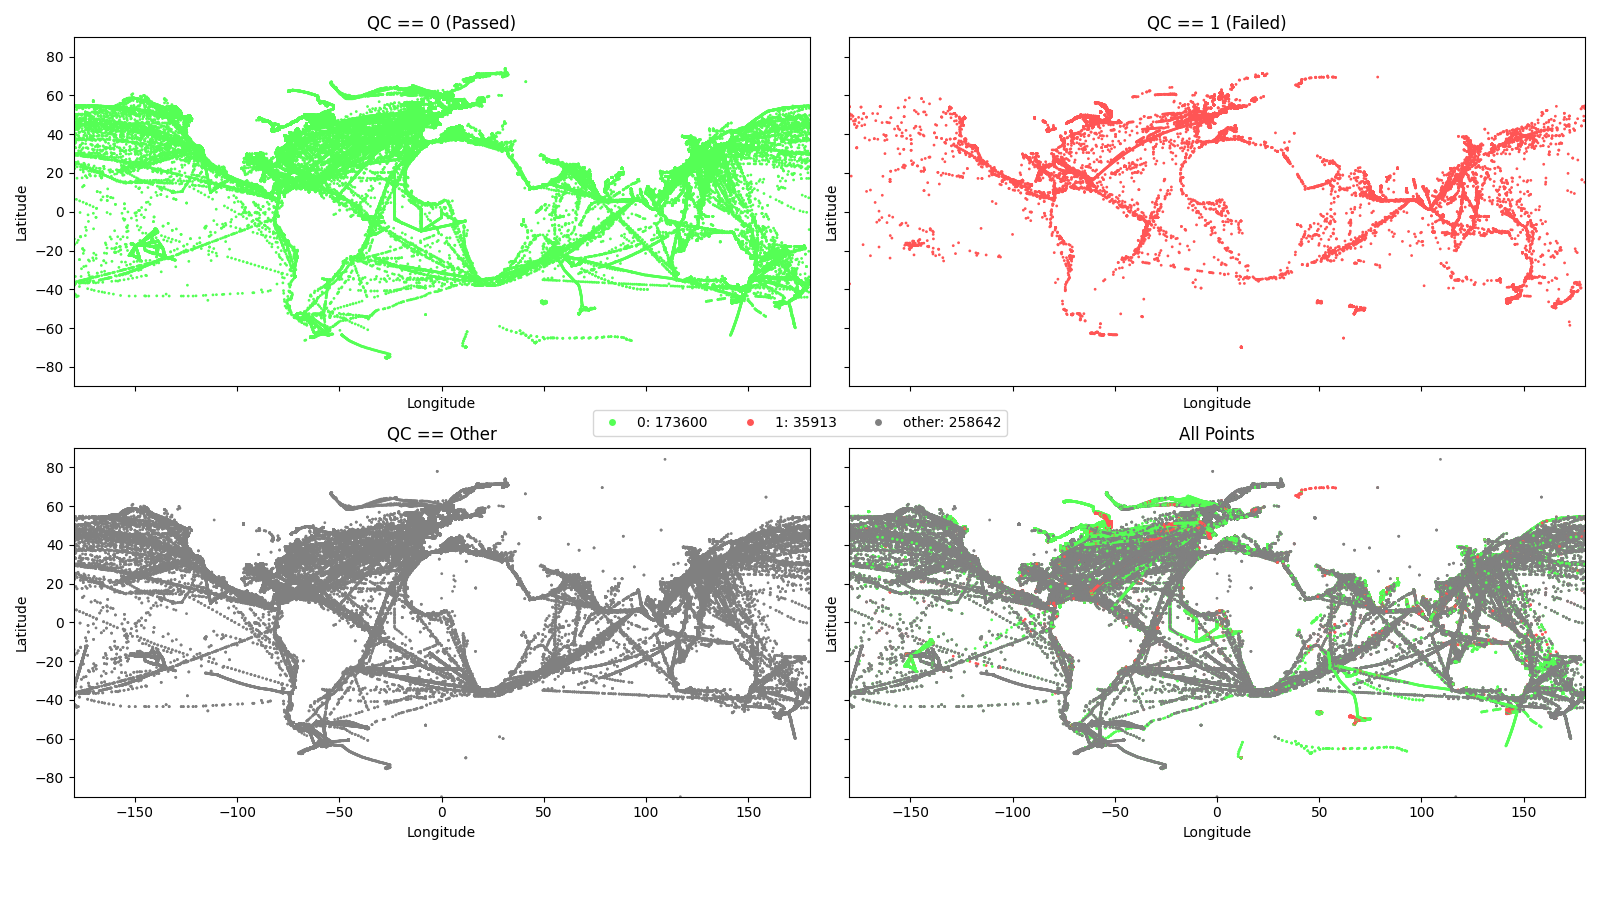 QC == 0 (Passed)
QC == 1 (Failed)
Latitude
80
60
40
20
0
−20
−40
−60
−80
Longitude
Latitude
Longitude
0: 173600
1: 35913
other: 258642
QC == Other
All Points
Latitude
80
60
40
20
0
−20
−40
−60
−80
−150
−100
−50
0
50
100
150
Longitude
Latitude
−150
−100
−50
0
50
100
150
Longitude